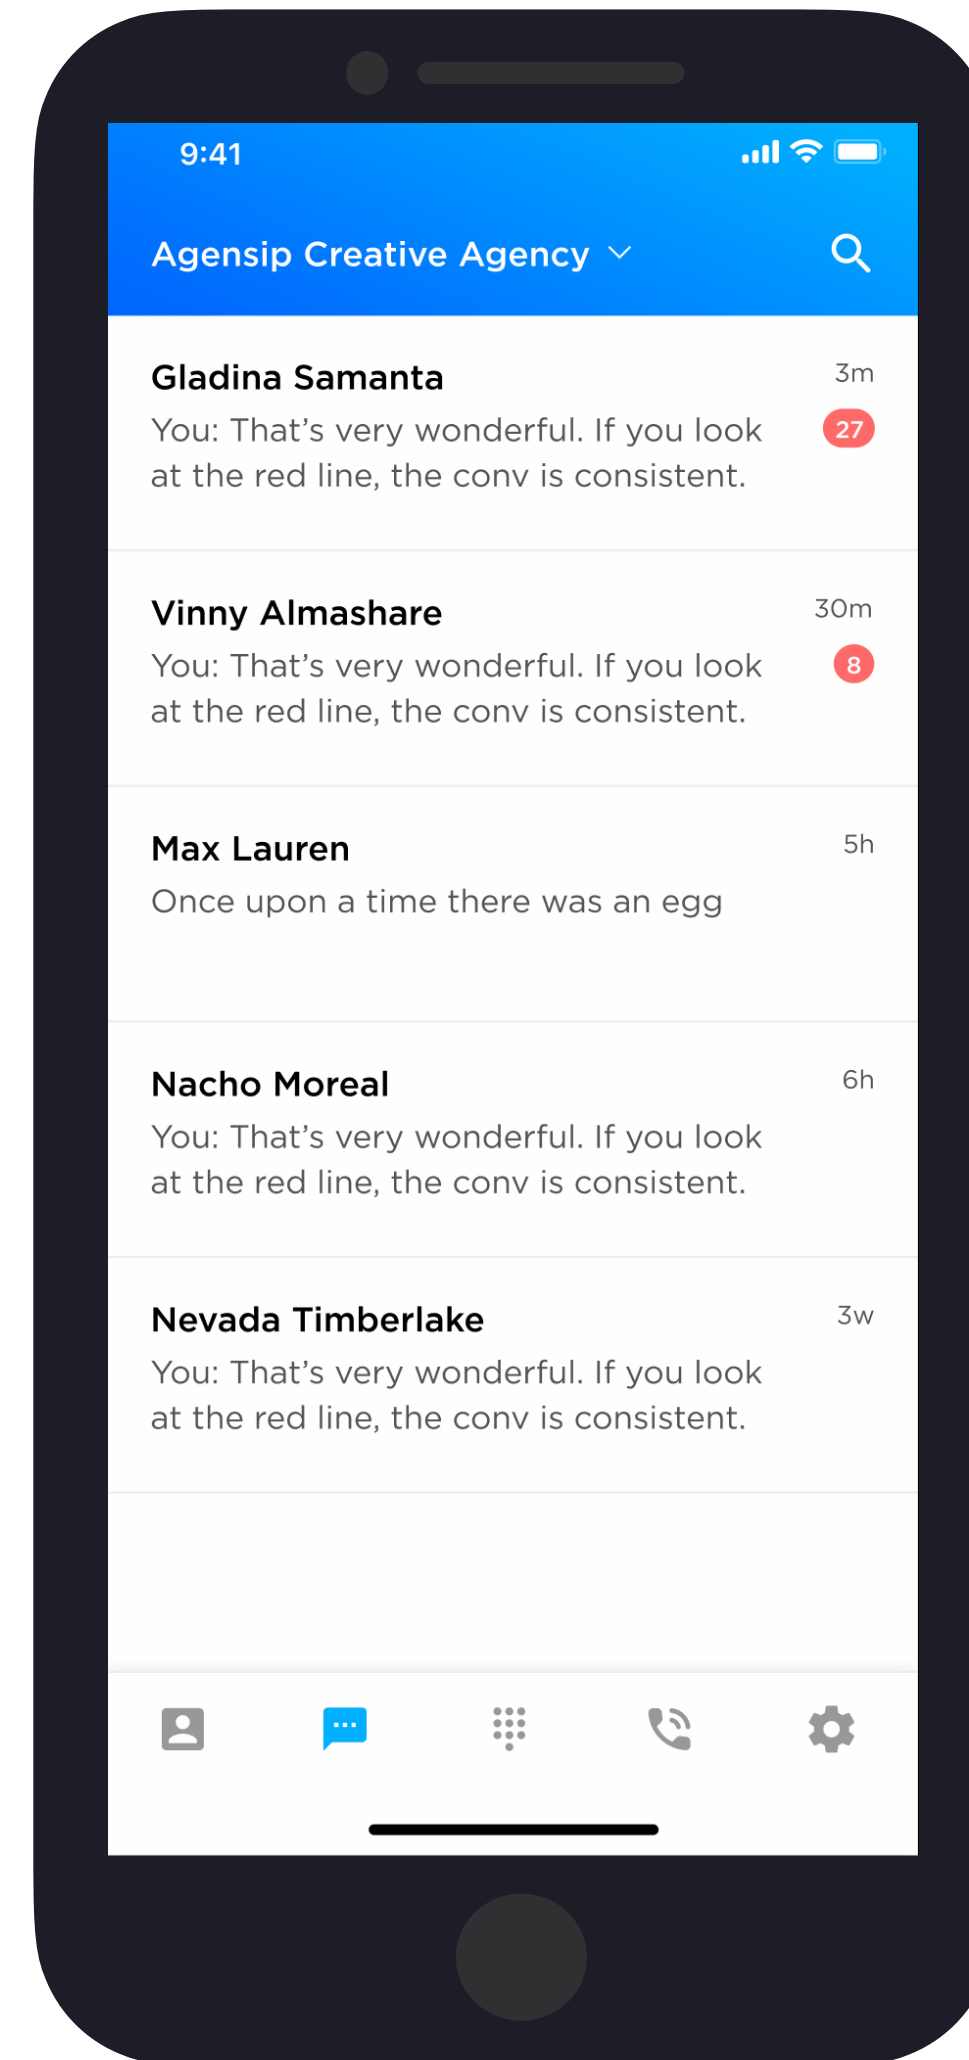 9:41
Agensip Creative Agency
Gladina Samanta
3m
You: That’s very wonderful. If you look
27
at the red line, the conv is consistent.
Vinny Almashare
30m
You: That’s very wonderful. If you look
8
at the red line, the conv is consistent.
Max Lauren
5h
Once upon a time there was an egg
Nacho Moreal
6h
You: That’s very wonderful. If you look
at the red line, the conv is consistent.
Nevada Timberlake
3w
You: That’s very wonderful. If you look
at the red line, the conv is consistent.